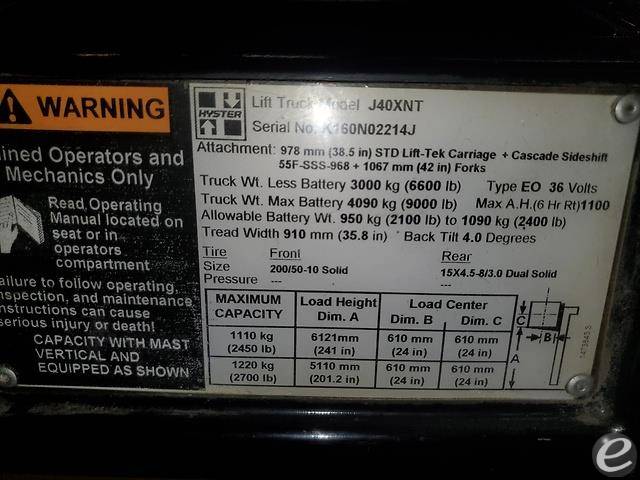 WARNING
ined Operators and
Mechanics Only
Read Operating
Manual located on
seat or in
operators
compartment
ailure to follow operating,
nspection, and maintenance
nstructions can cause
serious injury or death!
CAPACITY WITH MAST
VERTICAL AND
EQUIPPED AS SHOWN
HYSTER
Lift Truck Model J40XNT
Serial No. K160N02214J
Attachment: 978 mm (38.5 in) STD Lift-Tek Carriage + Cascade Sideshift
55F-SSS-968 + 1067 mm (42 in) Forks
Truck Wt. Less Battery 3000 kg (6600 lb) Type EO 36 Volts
Truck Wt. Max Battery 4090 kg (9000 lb) Max A.H.(6 Hr Rt)1100
Allowable Battery Wt. 950 kg (2100 lb) to 1090 kg (2400 lb)
Tread Width 910 mm (35.8 in) Back Tilt 4.0 Degrees
Tire Front Rear
Size 200/50-10 Solid 15X4.5-8/3.0 Dual Solid
Pressure --- ---
MAXIMUM CAPACITY Load Height Dim. A Load Center Dim. B Dim. C
1110 kg 6121mm 610 mm 610 mm
(2450 lb) (241 in) (24 in) (24 in)
1220 kg 5110 mm 610 mm 610 mm
(2700 lb) (201.2 in) (24 in) (24 in)
C
B
A
e